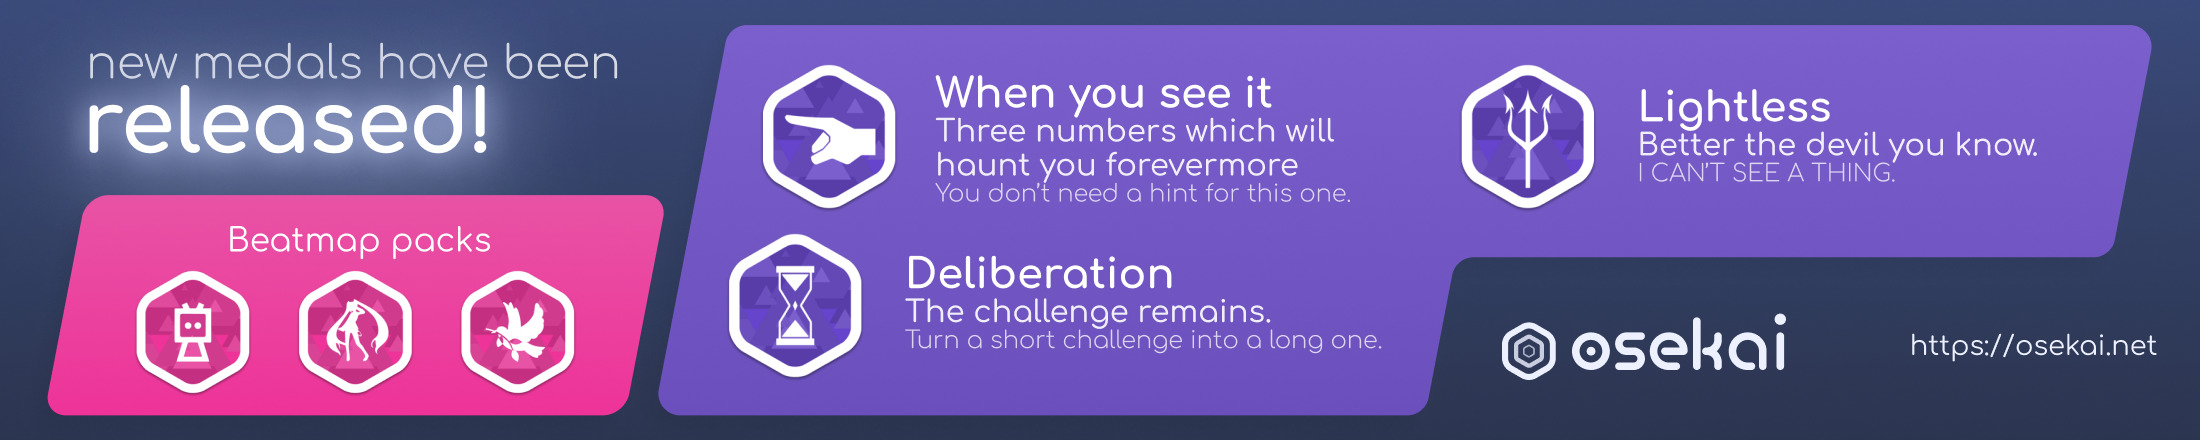 new medals have been
released!
Beatmap packs
When you see it
Three numbers which will
haunt you forevermore
You don't need a hint for this one.
Deliberation
The challenge remains.
Turn a short challenge into a long one.
Lightless
Better the devil you know.
I CAN'T SEE A THING.
osekai
https://osekai.net